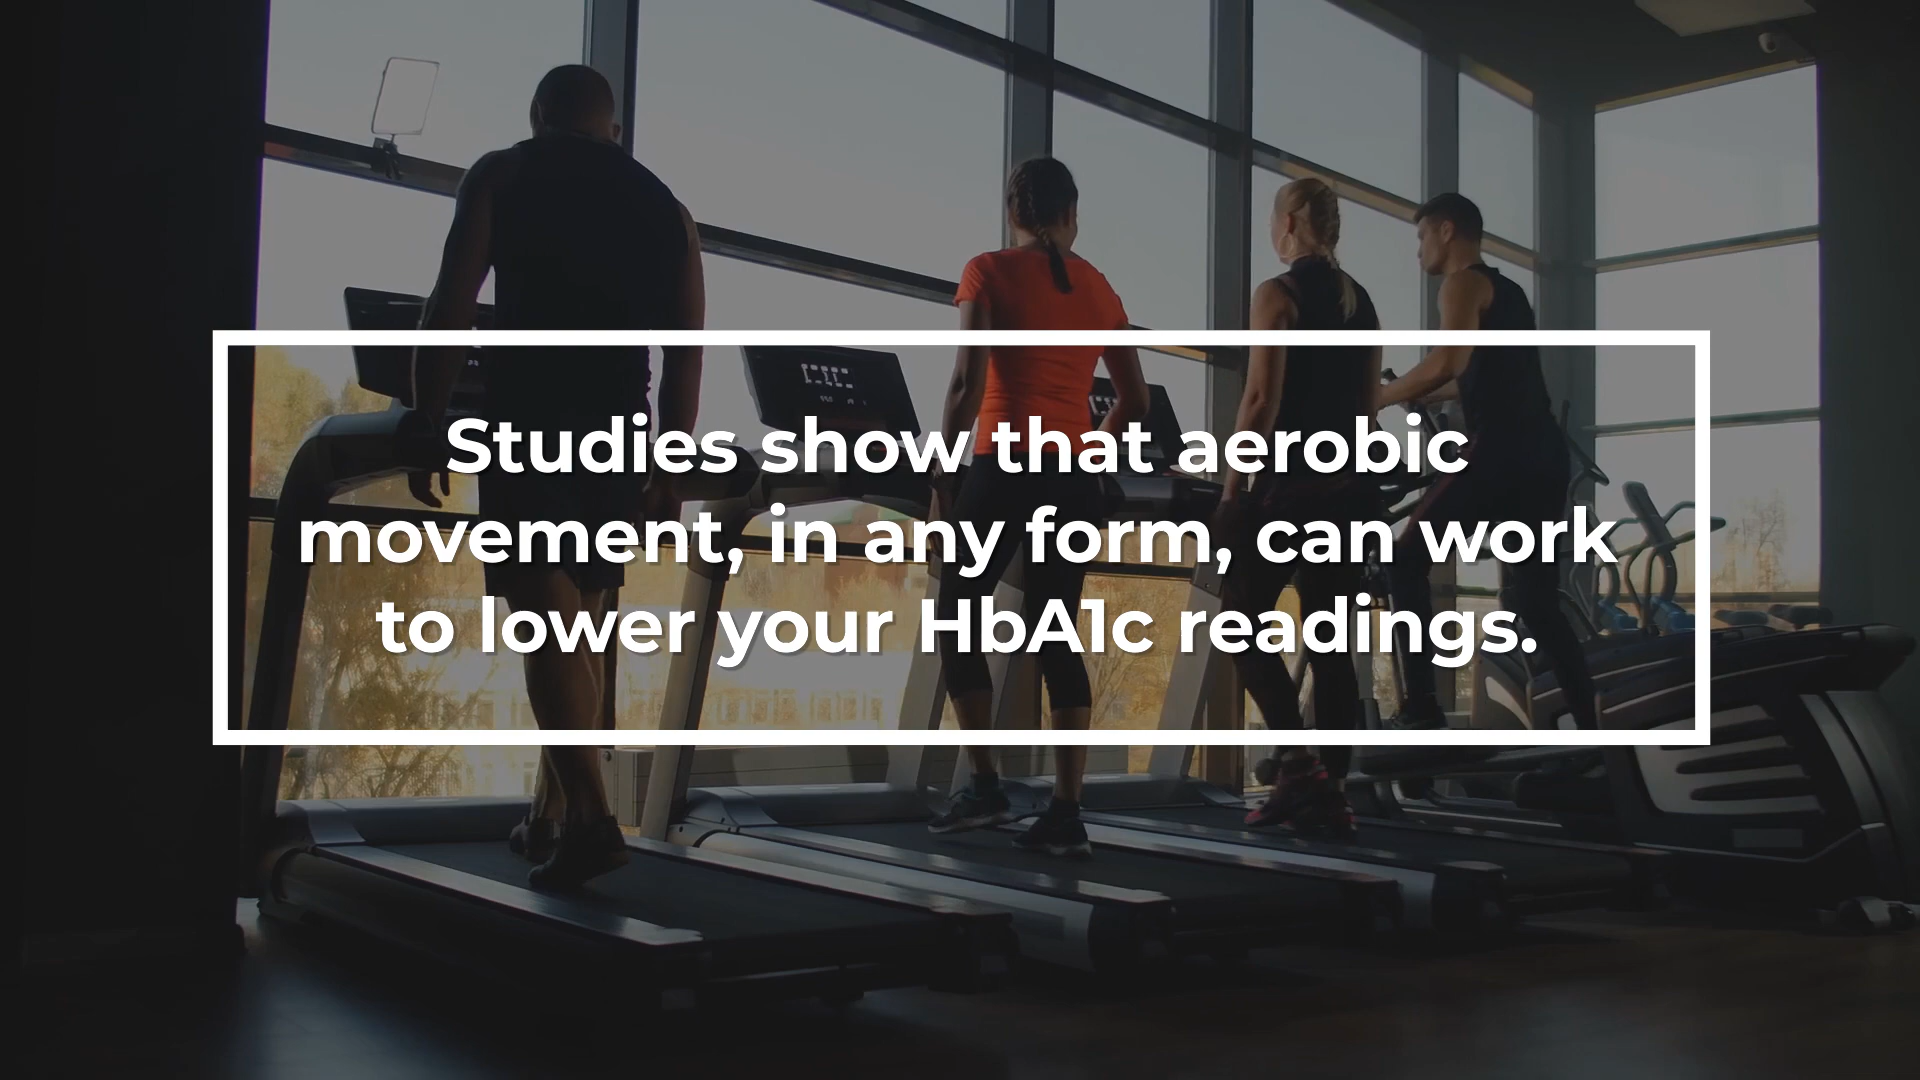 Studies show that aerobic
movement, in any form, can work
to lower your HbA1c readings.